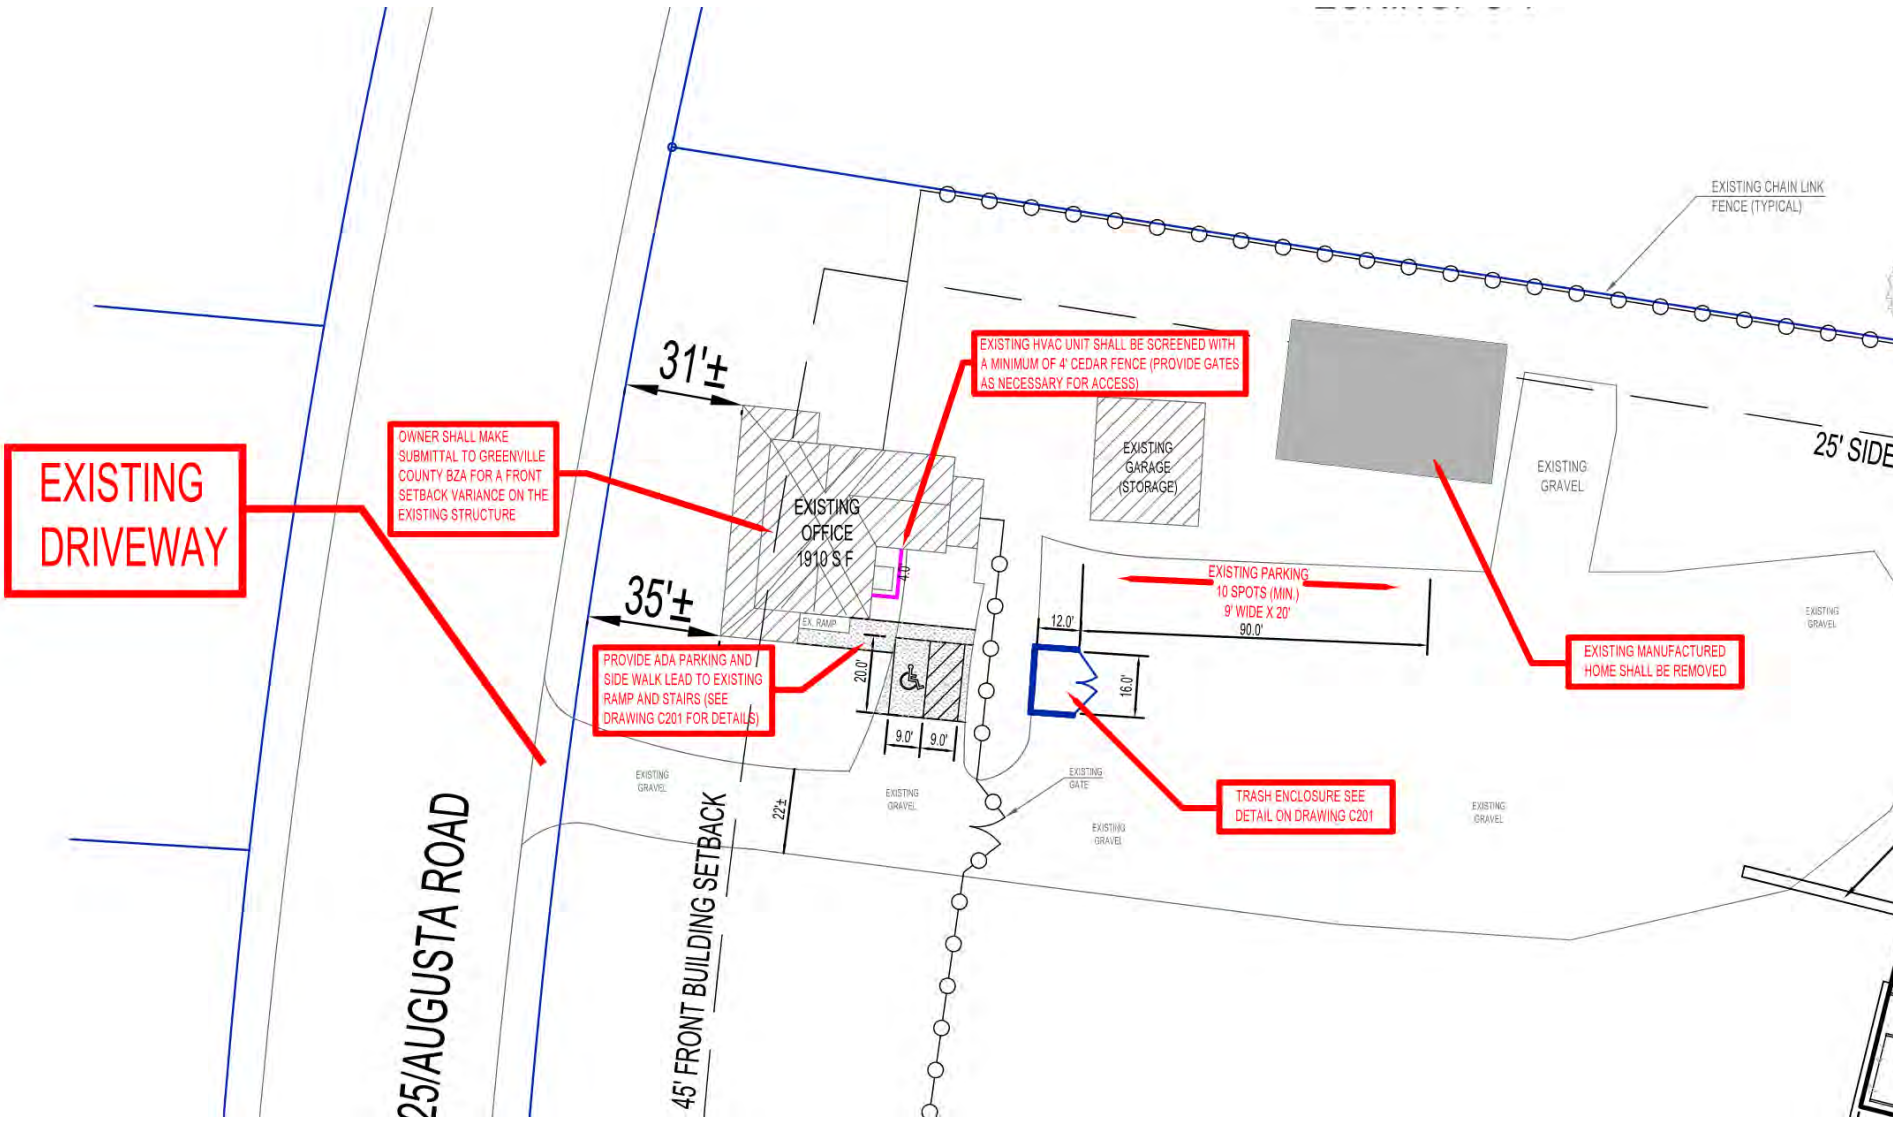 EXISTING CHAIN LINK
FENCE (TYPICAL)
31'±
EXISTING HVAC UNIT SHALL BE SCREENED WITH
A MINIMUM OF 4' CEDAR FENCE (PROVIDE GATES
AS NECESSARY FOR ACCESS)
OWNER SHALL MAKE
SUBMITTAL TO GREENVILLE
COUNTY BZA FOR A FRONT
SETBACK VARIANCE ON THE
EXISTING STRUCTURE
EXISTING
DRIVEWAY
EXISTING
GARAGE
(STORAGE)
EXISTING
GRAVEL
25' SIDE
EXISTING
OFFICE
1910 S F
4.0'
35'±
EX. RAMP
EXISTING PARKING
10 SPOTS (MIN.)
9' WIDE X 20'
12.0'
90.0'
EXISTING
GRAVEL
PROVIDE ADA PARKING AND
SIDE WALK LEAD TO EXISTING
RAMP AND STAIRS (SEE
DRAWING C201 FOR DETAILS)
20.0'
16.0'
EXISTING MANUFACTURED
HOME SHALL BE REMOVED
9.0'
9.0'
EXISTING
GRAVEL
EXISTING
GRAVEL
22'±
EXISTING
GATE
EXISTING
GRAVEL
TRASH ENCLOSURE SEE
DETAIL ON DRAWING C201
EXISTING
GRAVEL
25/AUGUSTA ROAD
45' FRONT BUILDING SETBACK